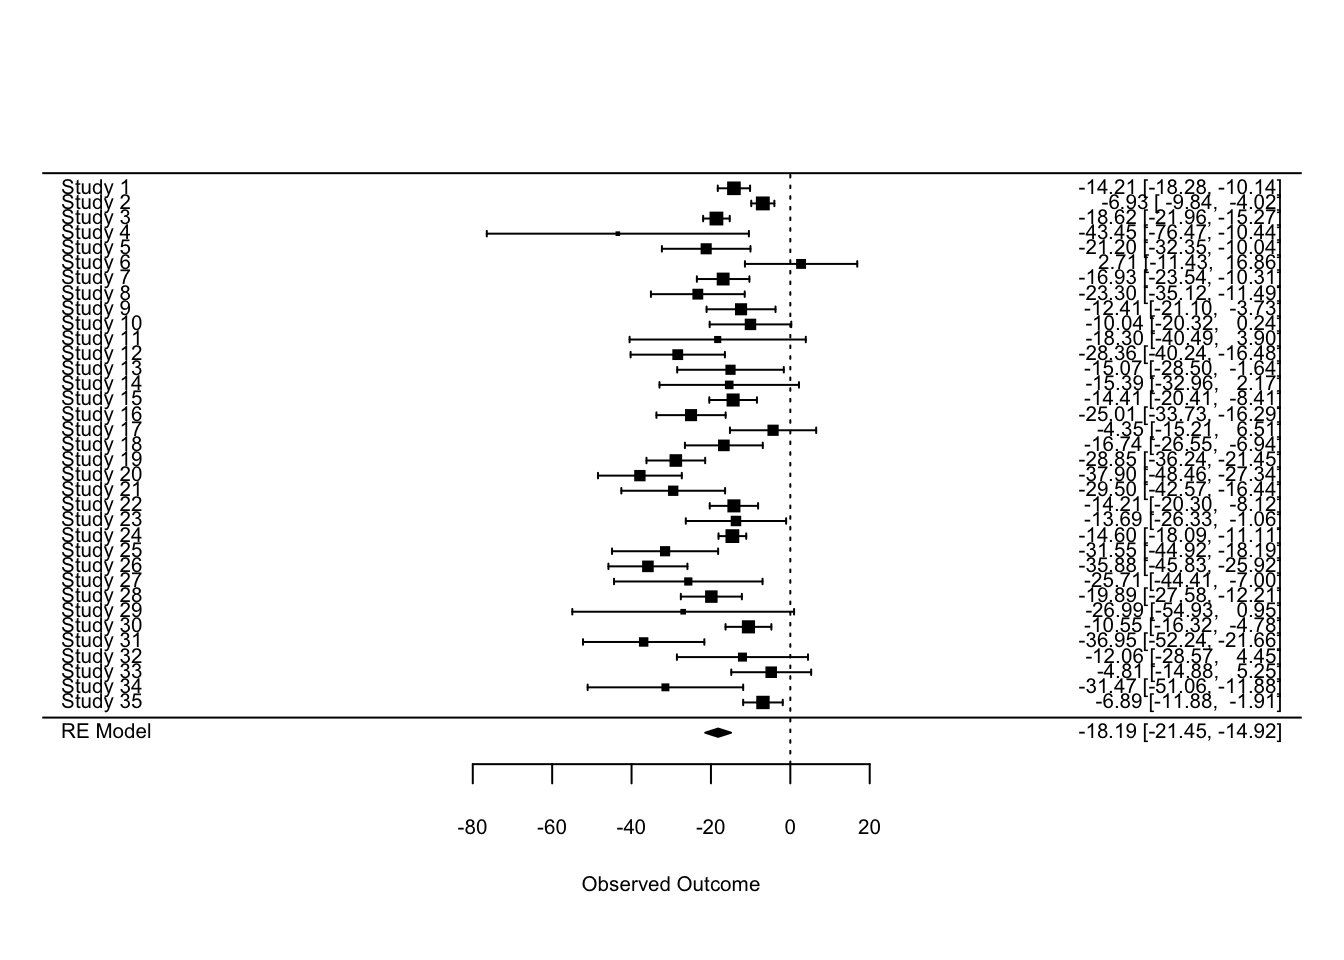 Study 1 -14.21 [-18.28, -10.14]
Study 2 -6.93 [ -9.84, -4.02]
Study 3 -18.62 [-21.96, -15.27]
Study 4 -43.45 [-76.47, -10.44]
Study 5 -21.20 [-32.35, -10.04]
Study 6 2.71 [-11.43, 16.86]
Study 7 -16.93 [-23.54, -10.31]
Study 8 -23.30 [-35.12, -11.49]
Study 9 -12.41 [-21.10, -3.73]
Study 10 -10.04 [-20.32, 0.24]
Study 11 -18.30 [-40.49, 3.90]
Study 12 -28.36 [-40.24, -16.48]
Study 13 -15.07 [-28.50, -1.64]
Study 14 -15.39 [-32.96, 2.17]
Study 15 -14.41 [-20.41, -8.41]
Study 16 -25.01 [-33.73, -16.29]
Study 17 -4.35 [-15.21, 6.51]
Study 18 -16.74 [-26.55, -6.94]
Study 19 -28.85 [-36.24, -21.45]
Study 20 -37.90 [-48.46, -27.34]
Study 21 -29.50 [-42.57, -16.44]
Study 22 -14.21 [-20.30, -8.12]
Study 23 -13.69 [-26.33, -1.06]
Study 24 -14.60 [-18.09, -11.11]
Study 25 -31.55 [-44.92, -18.19]
Study 26 -35.88 [-45.83, -25.92]
Study 27 -25.71 [-44.41, -7.00]
Study 28 -19.89 [-27.58, -12.21]
Study 29 -26.99 [-54.93, 0.95]
Study 30 -10.55 [-16.32, -4.78]
Study 31 -36.95 [-52.24, -21.66]
Study 32 -12.06 [-28.57, 4.45]
Study 33 -4.81 [-14.88, 5.25]
Study 34 -31.47 [-51.06, -11.88]
Study 35 -6.89 [-11.88, -1.91]
RE Model -18.19 [-21.45, -14.92]
-80 -60 -40 -20 0 20
Observed Outcome